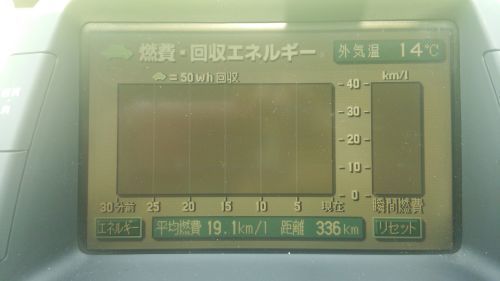 燃費・回収エネルギー 外気温 14℃
= 50Wh 回収 km/l
40
30
20
10
0
30分前 25 20 15 10 5 現在 瞬間燃費
エネルギー 平均燃費 19.1km/l 距離 336km リセット